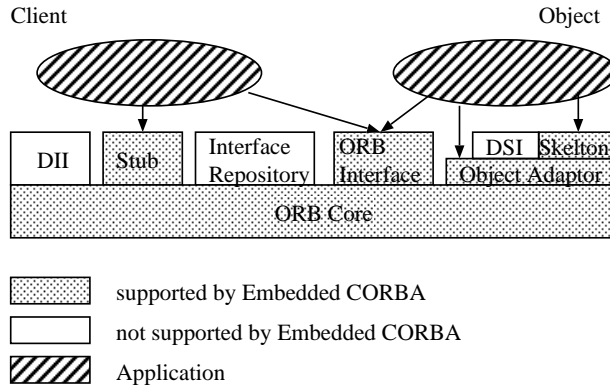 Client
Object
DII
Stub
Interface
Repository
ORB
Interface
DSI
Skelton
Object Adaptor
ORB Core
supported by Embedded CORBA
not supported by Embedded CORBA
Application